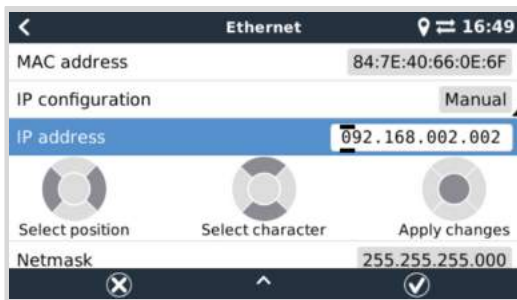 Ethernet 16:49
MAC address 84:7E:40:66:0E:6F
IP configuration Manual
IP address 092.168.002.002
Select position Select character Apply changes
Netmask 255.255.255.000